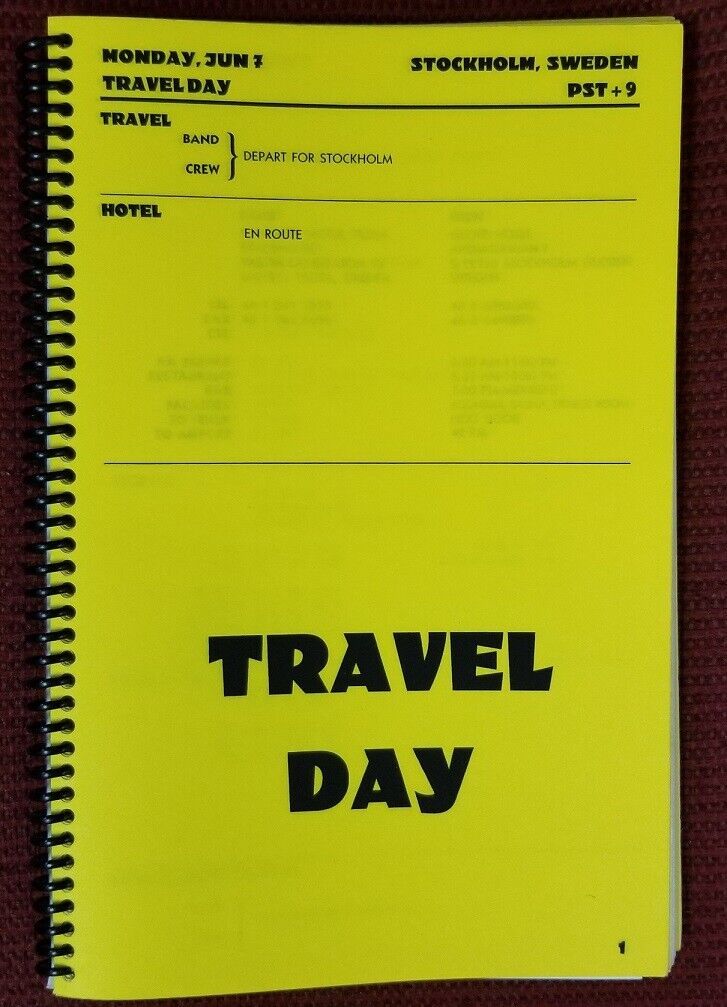 MONDAY, JUN 7
STOCKHOLM, SWEDEN
TRAVEL DAY
PST + 9
TRAVEL
BAND
CREW
DEPART FOR STOCKHOLM
HOTEL
EN ROUTE
TRAVEL
DAY
1